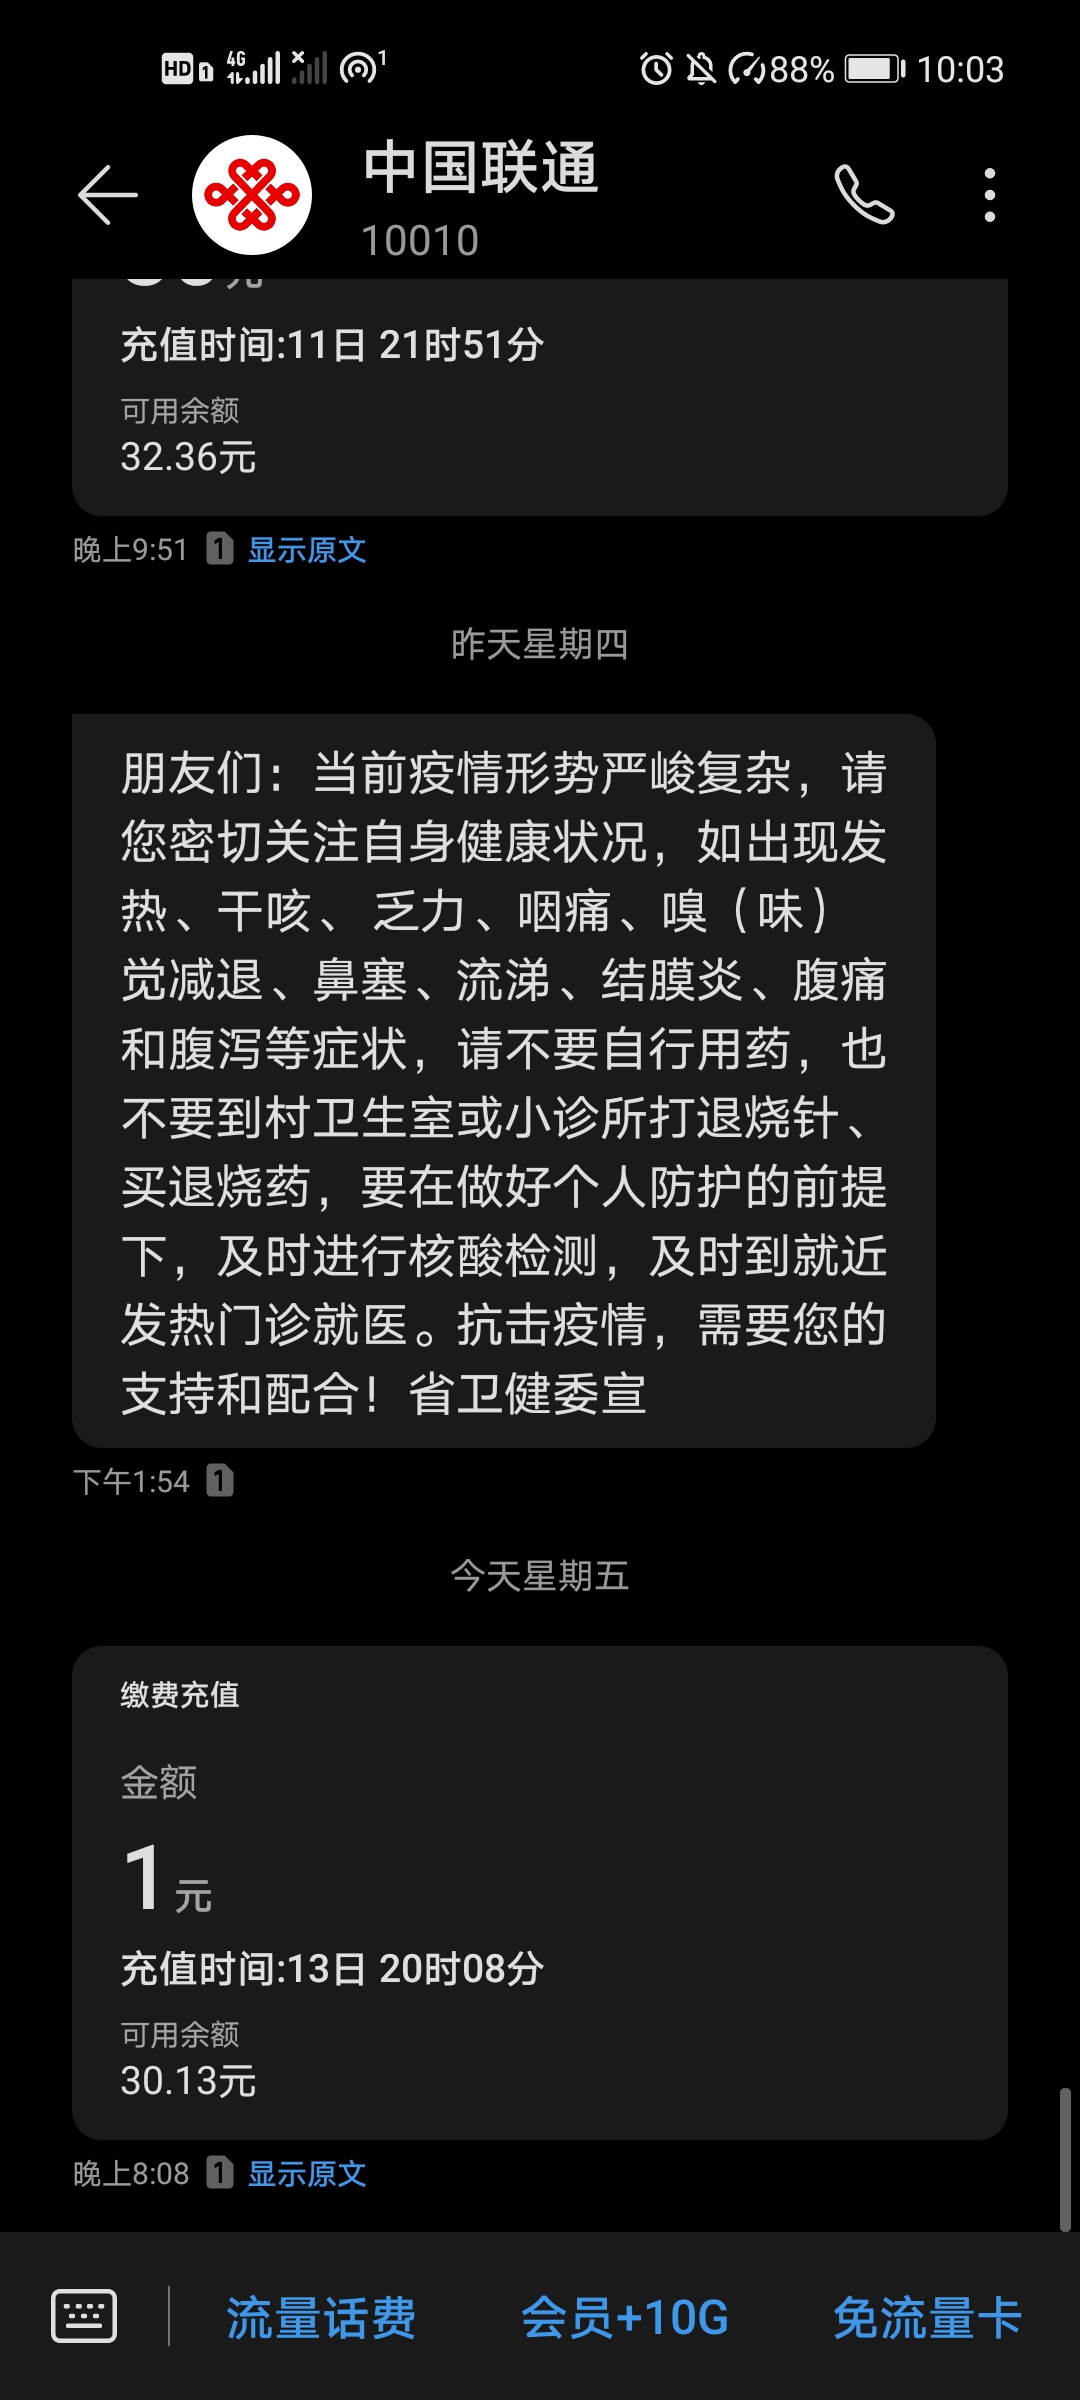 HD 1 4G 1 88% 10:03
中国联通
10010
元
充值时间:11日 21时51分
可用余额
32.36元
晚上9:51 1 显示原文
昨天星期四
朋友们：当前疫情形势严峻复杂，请
您密切关注自身健康状况，如出现发
热、干咳、乏力、咽痛、嗅（味）
觉减退、鼻塞、流涕、结膜炎、腹痛
和腹泻等症状，请不要自行用药，也
不要到村卫生室或小诊所打退烧针、
买退烧药，要在做好个人防护的前提
下，及时进行核酸检测，及时到就近
发热门诊就医。抗击疫情，需要您的
支持和配合！省卫健委宣
下午1:54 1
今天星期五
缴费充值
金额
1元
充值时间:13日 20时08分
可用余额
30.13元
晚上8:08 1 显示原文
流量话费 会员+10G 免流量卡